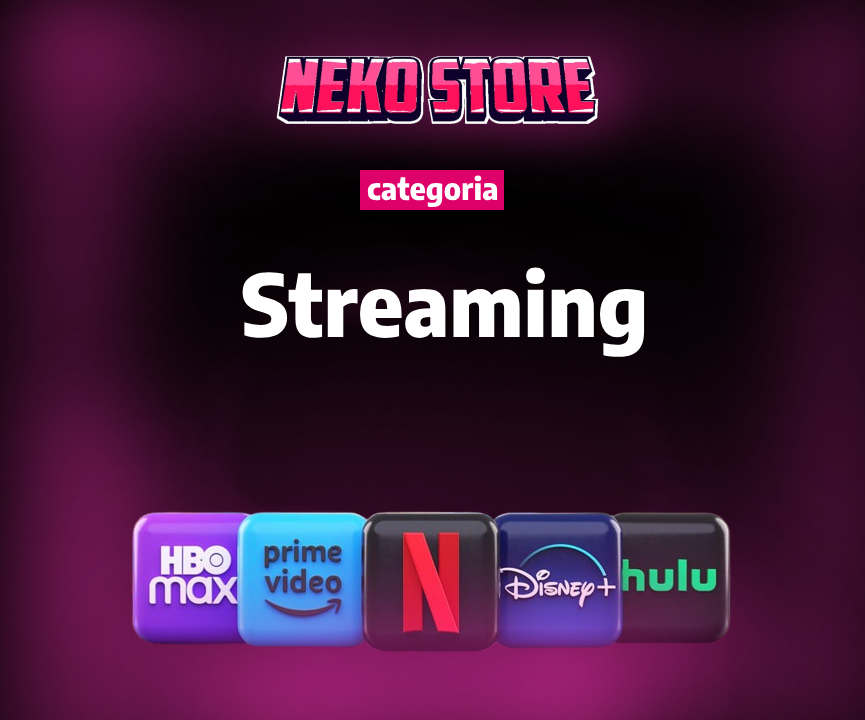 NEKO STORE
categoria
Streaming
HBO
max
prime
video
N
Disney+
hulu